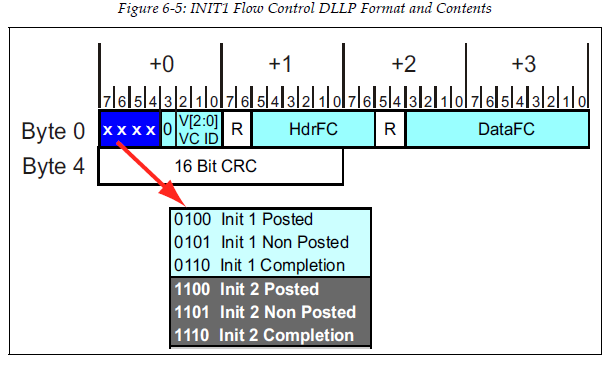 Figure 6-5: INIT1 Flow Control DLLP Format and Contents
+0 +1 +2 +3
7 6 5 4 3 2 1 0 7 6 5 4 3 2 1 0 7 6 5 4 3 2 1 0 7 6 5 4 3 2 1 0
Byte 0 x x x x 0 V[2:0] VC ID R HdrFC R DataFC
Byte 4 16 Bit CRC
0100 Init 1 Posted
0101 Init 1 Non Posted
0110 Init 1 Completion
1100 Init 2 Posted
1101 Init 2 Non Posted
1110 Init 2 Completion